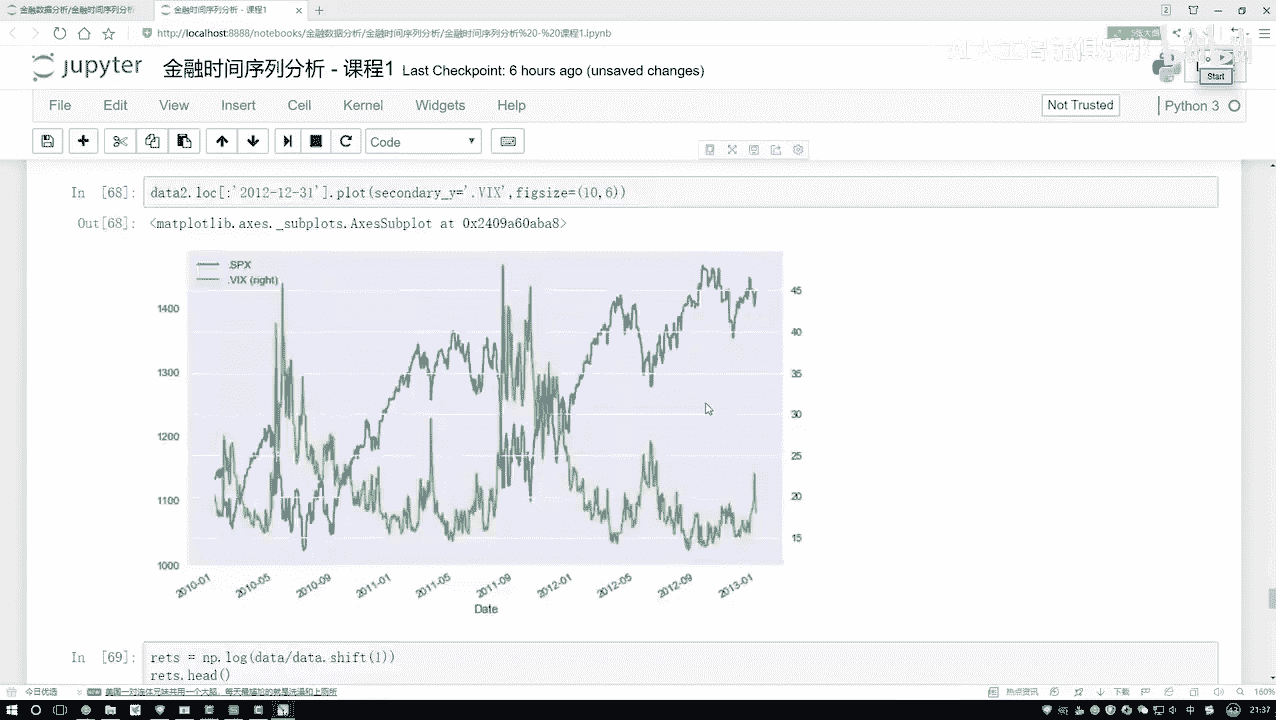 金融数据分析/金融时间序列分析
金融时间序列分析 - 课程1
http://localhost:8888/notebooks/金融数据分析/金融时间序列分析/金融时间序列分析%20-%20课程1.ipynb
jupyter 金融时间序列分析 - 课程1 Last Checkpoint: 6 hours ago (unsaved changes)
Start
File Edit View Insert Cell Kernel Widgets Help
Not Trusted
Python 3
Code
In [68]: data2.loc[:'2012-12-31'].plot(secondary_y='.VIX',figsize=(10,6))
Out[68]: <matplotlib.axes._subplots.AxesSubplot at 0x2409a60aba8>
.SPX
.VIX (right)
1400
1300
1200
1100
1000
45
40
35
30
25
20
15
2010-01 2010-05 2010-09 2011-01 2011-05 2011-09 2012-01 2012-05 2012-09 2013-01
Date
In [69]: rets = np.log(data/data.shift(1))
rets.head()
今日优选
美国一对连体兄妹共用一个大脑，每天最尴尬的就是洗澡和上厕所
热点资讯
下载
160%
中
21:37